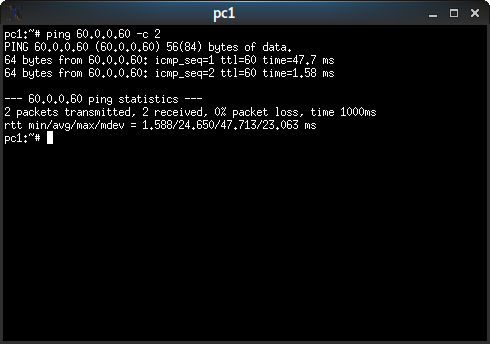 pc1
pc1:~# ping 60.0.0.60 -c 2
PING 60.0.0.60 (60.0.0.60) 56(84) bytes of data.
64 bytes from 60.0.0.60: icmp_seq=1 ttl=60 time=47.7 ms
64 bytes from 60.0.0.60: icmp_seq=2 ttl=60 time=1.58 ms

--- 60.0.0.60 ping statistics ---
2 packets transmitted, 2 received, 0% packet loss, time 1000ms
rtt min/avg/max/mdev = 1.588/24.650/47.713/23.063 ms
pc1:~#